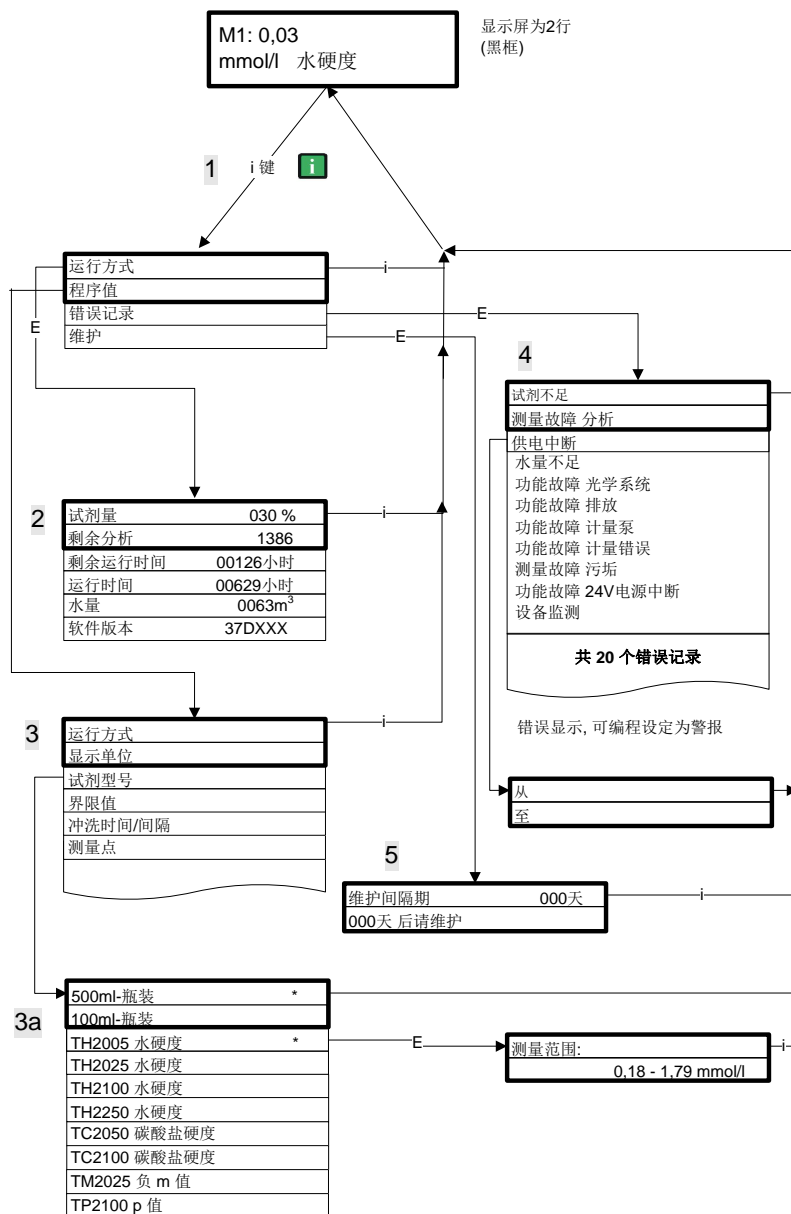 M1: 0,03
mmol/l 水硬度
显示屏为2行
(黑框)
1
i 键
i
运行方式
程序值
错误记录
维护
i
E
E
E
4
试剂不足
测量故障 分析
供电中断
水量不足
功能故障 光学系统
功能故障 排放
功能故障 计量泵
功能故障 计量错误
测量故障 污垢
功能故障 24V电源中断
设备监测
共 20 个错误记录
错误显示, 可编程设定为警报
从
至
2
试剂量 030 %
剩余分析 1386
剩余运行时间 00126小时
运行时间 00629小时
水量 0063m³
软件版本 37DXXX
i
3
运行方式
显示单位
试剂型号
界限值
冲洗时间/间隔
测量点
i
5
维护间隔期 000天
000天 后请维护
i
3a
500ml-瓶装 *
100ml-瓶装
TH2005 水硬度 *
TH2025 水硬度
TH2100 水硬度
TH2250 水硬度
TC2050 碳酸盐硬度
TC2100 碳酸盐硬度
TM2025 负 m 值
TP2100 p 值
E
测量范围:
0,18 - 1,79 mmol/l
i